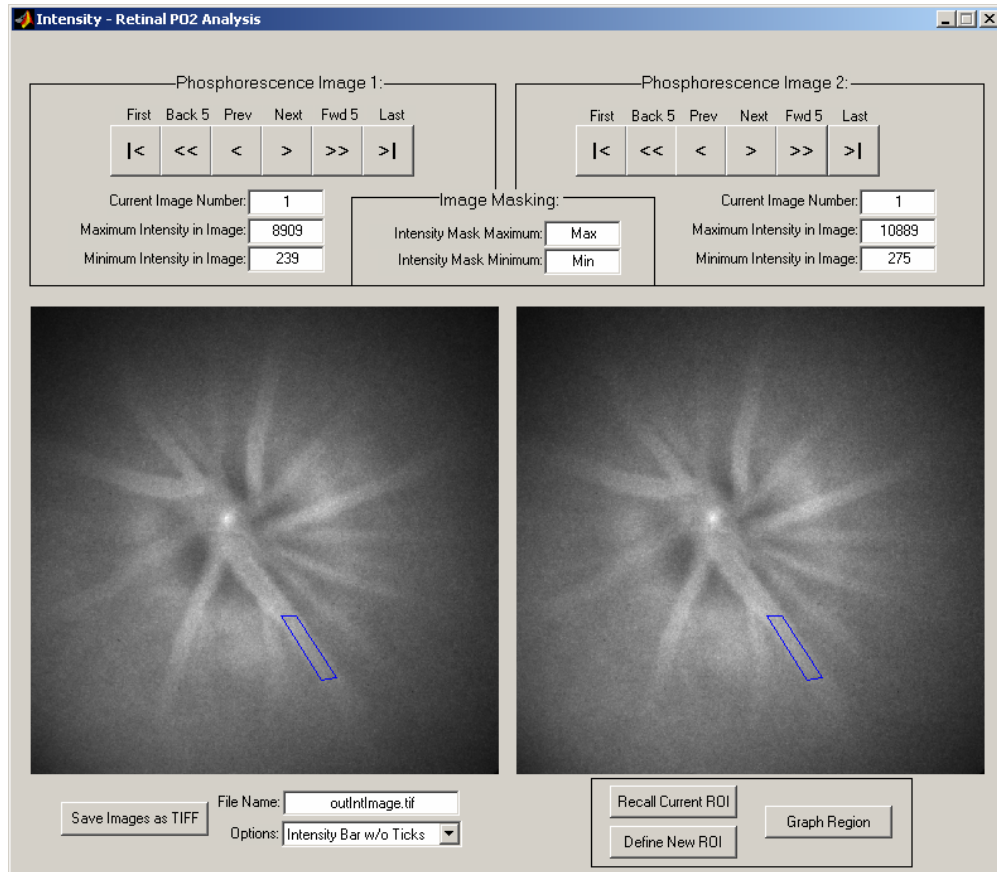 Intensity - Retinal PO2 Analysis
Phosphorescence Image 1:
First Back 5 Prev Next Fwd 5 Last
|< << < > >> >|
Current Image Number: 1
Maximum Intensity in Image: 8909
Minimum Intensity in Image: 239
Image Masking:
Intensity Mask Maximum: Max
Intensity Mask Minimum: Min
Phosphorescence Image 2:
First Back 5 Prev Next Fwd 5 Last
|< << < > >> >|
Current Image Number: 1
Maximum Intensity in Image: 10889
Minimum Intensity in Image: 275
Save Images as TIFF
File Name: outIntImage.tif
Options: Intensity Bar w/o Ticks
Recall Current ROI
Define New ROI
Graph Region